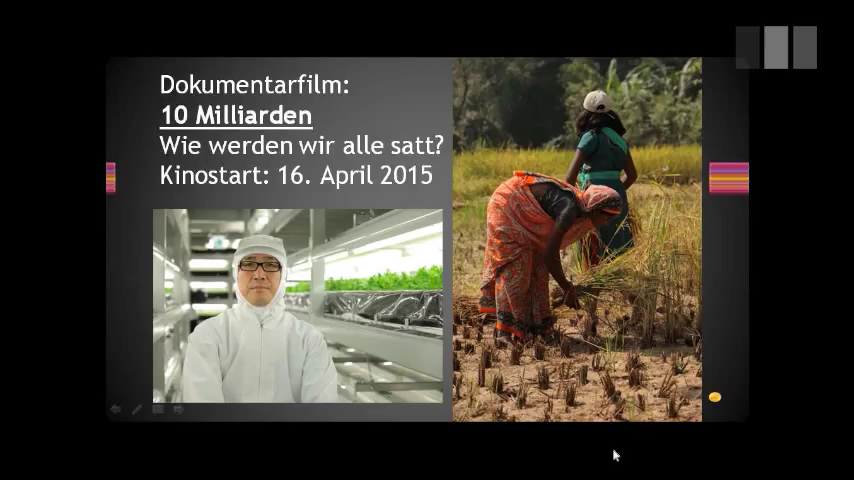 Dokumentarfilm:
10 Milliarden
Wie werden wir alle satt?
Kinostart: 16. April 2015